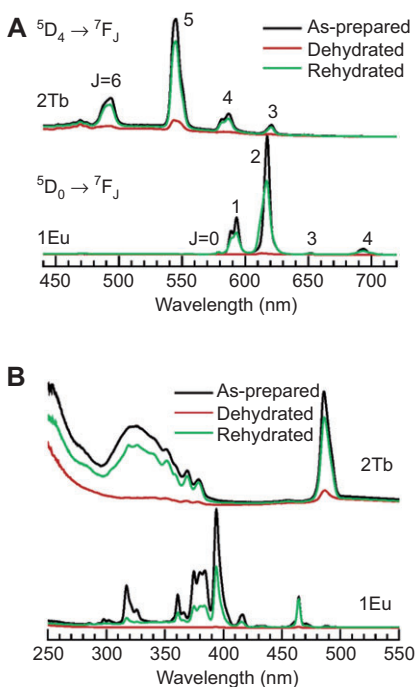 A
⁵D₄ → ⁷F_J
5
As-prepared
Dehydrated
Rehydrated
J=6
2Tb
4
3
⁵D₀ → ⁷F_J
2
1
J=0
3
4
1Eu
450 500 550 600 650 700
Wavelength (nm)
B
As-prepared
Dehydrated
Rehydrated
2Tb
1Eu
250 300 350 400 450 500 550
Wavelength (nm)